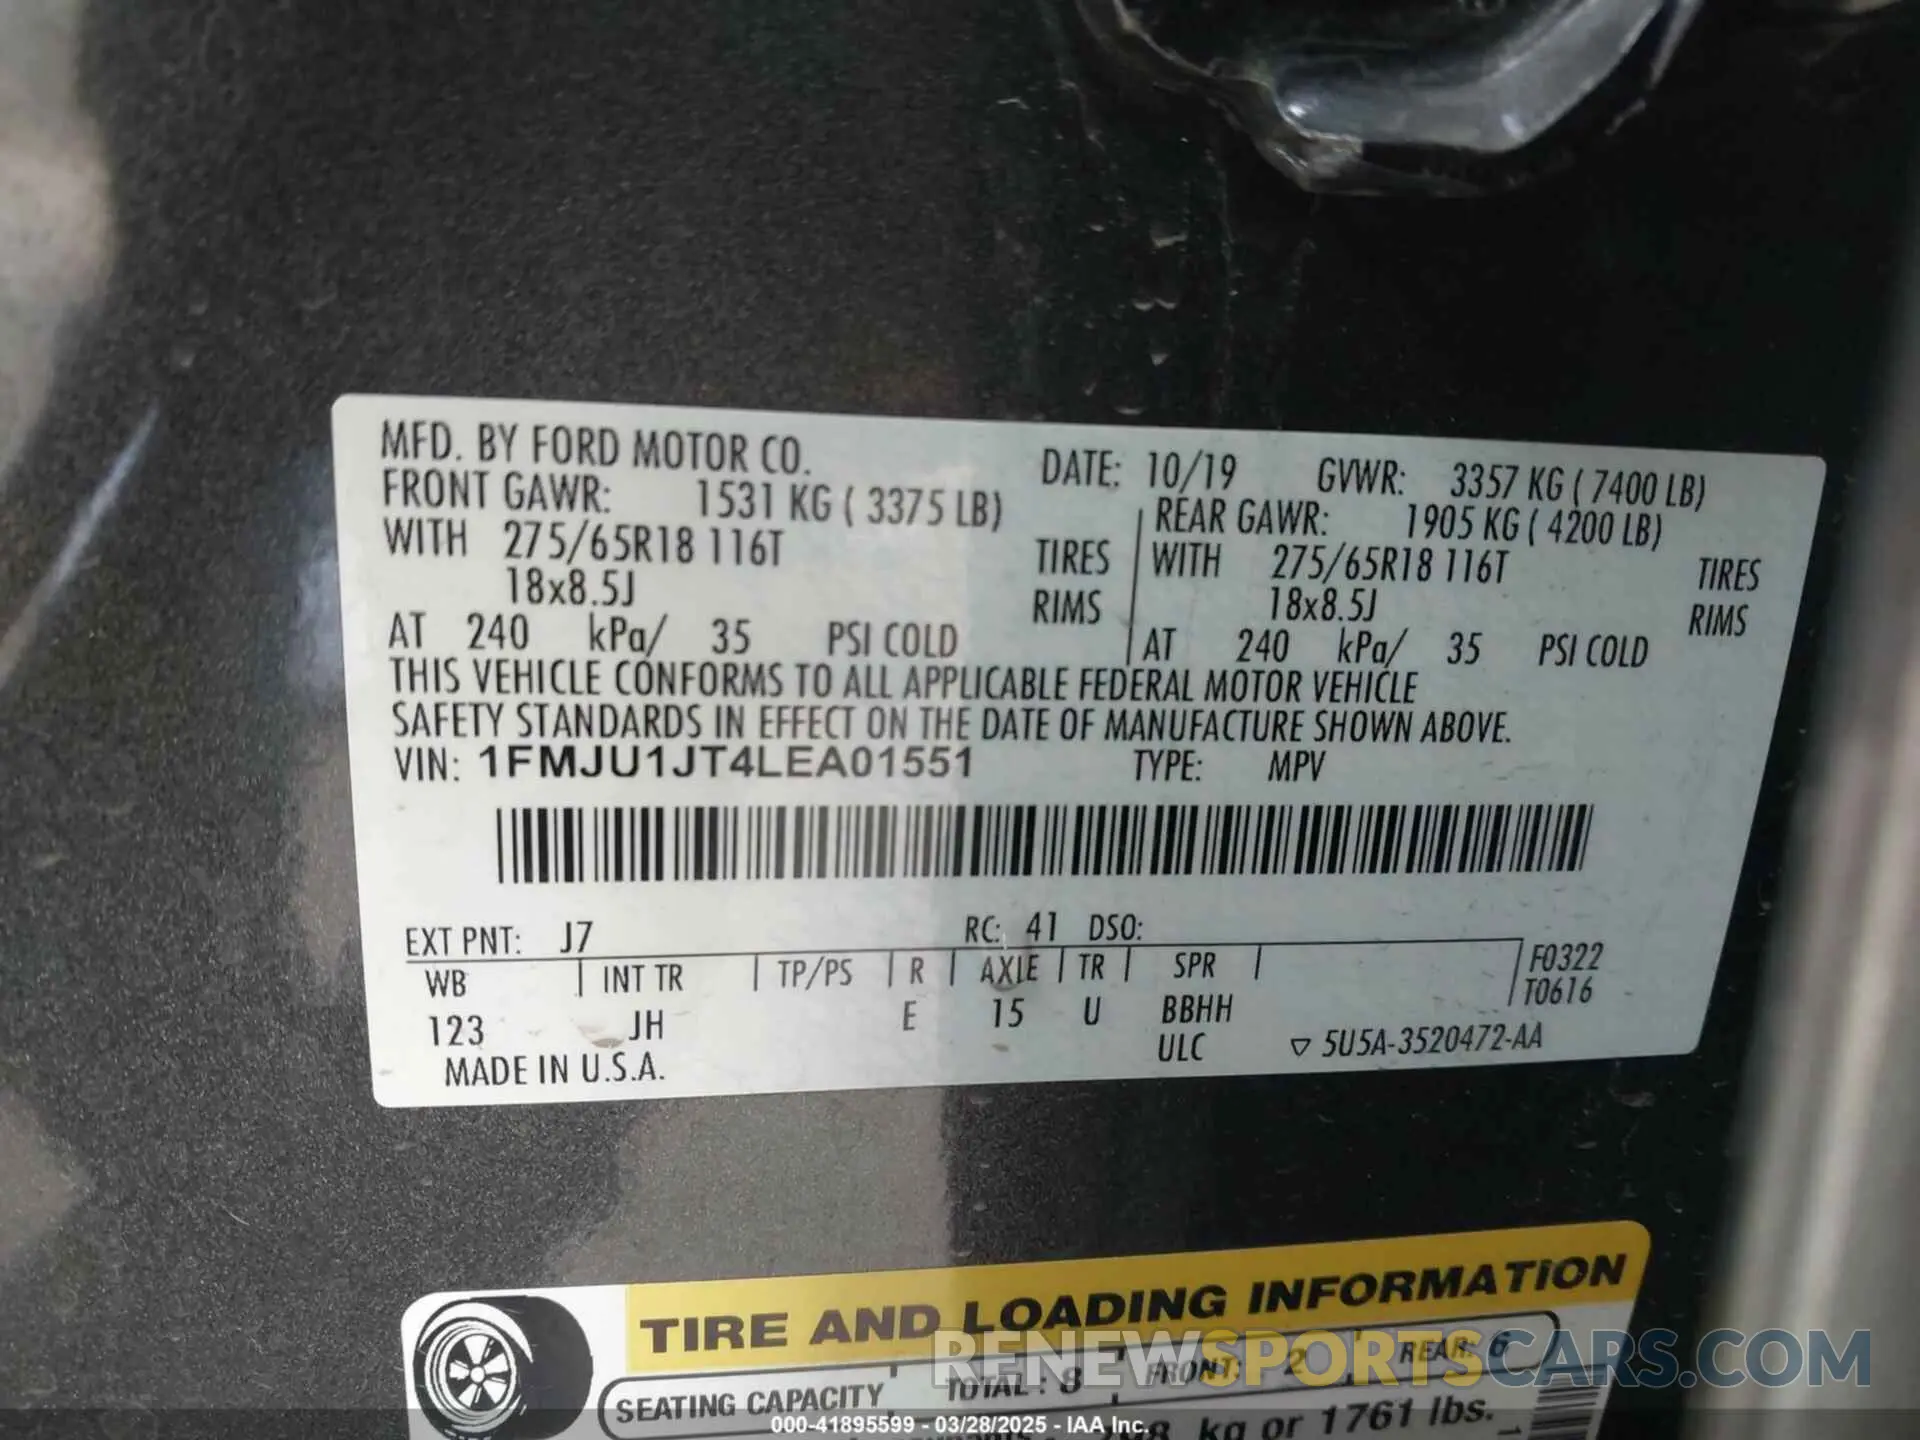 MFD. BY FORD MOTOR CO. DATE: 10/19 GVWR: 3357 KG ( 7400 LB)
FRONT GAWR: 1531 KG ( 3375 LB) REAR GAWR: 1905 KG ( 4200 LB)
WITH 275/65R18 116T TIRES WITH 275/65R18 116T TIRES
18x8.5J RIMS 18x8.5J RIMS
AT 240 kPa/ 35 PSI COLD AT 240 kPa/ 35 PSI COLD
THIS VEHICLE CONFORMS TO ALL APPLICABLE FEDERAL MOTOR VEHICLE
SAFETY STANDARDS IN EFFECT ON THE DATE OF MANUFACTURE SHOWN ABOVE.
VIN: 1FMJU1JT4LEA01551 TYPE: MPV
EXT PNT: J7 RC: 41 DSO:
WB INT TR TP/PS R AXLE TR SPR F0322
T0616
123 JH E 15 U BBHH
ULC 5U5A-3520472-AA
MADE IN U.S.A.
TIRE AND LOADING INFORMATION
SEATING CAPACITY TOTAL: 8 FRONT: 2 REAR: 6
RENEWSPORTSCARS.COM
kg or 1761 lbs.
000-41895599 - 03/28/2025 - IAA Inc.